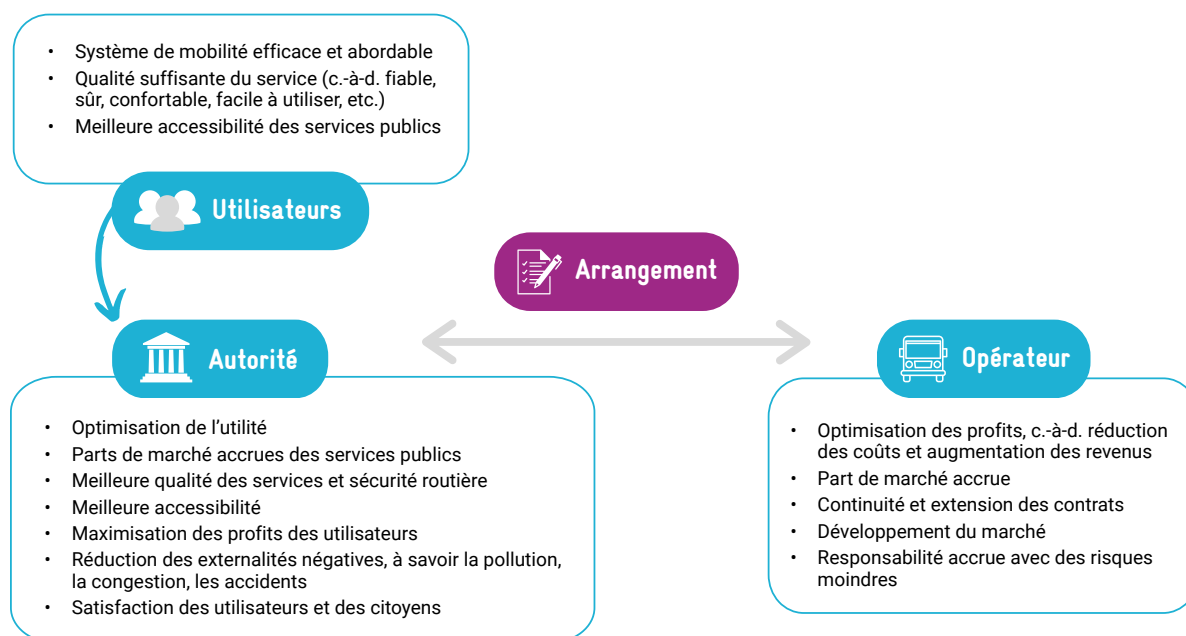 • Système de mobilité efficace et abordable
• Qualité suffisante du service (c.-à-d. fiable,
sûr, confortable, facile à utiliser, etc.)
• Meilleure accessibilité des services publics
Utilisateurs
Arrangement
Autorité
• Optimisation de l’utilité
• Parts de marché accrues des services publics
• Meilleure qualité des services et sécurité routière
• Meilleure accessibilité
• Maximisation des profits des utilisateurs
• Réduction des externalités négatives, à savoir la pollution,
la congestion, les accidents
• Satisfaction des utilisateurs et des citoyens
Opérateur
• Optimisation des profits, c.-à-d. réduction
des coûts et augmentation des revenus
• Part de marché accrue
• Continuité et extension des contrats
• Développement du marché
• Responsabilité accrue avec des risques
moindres